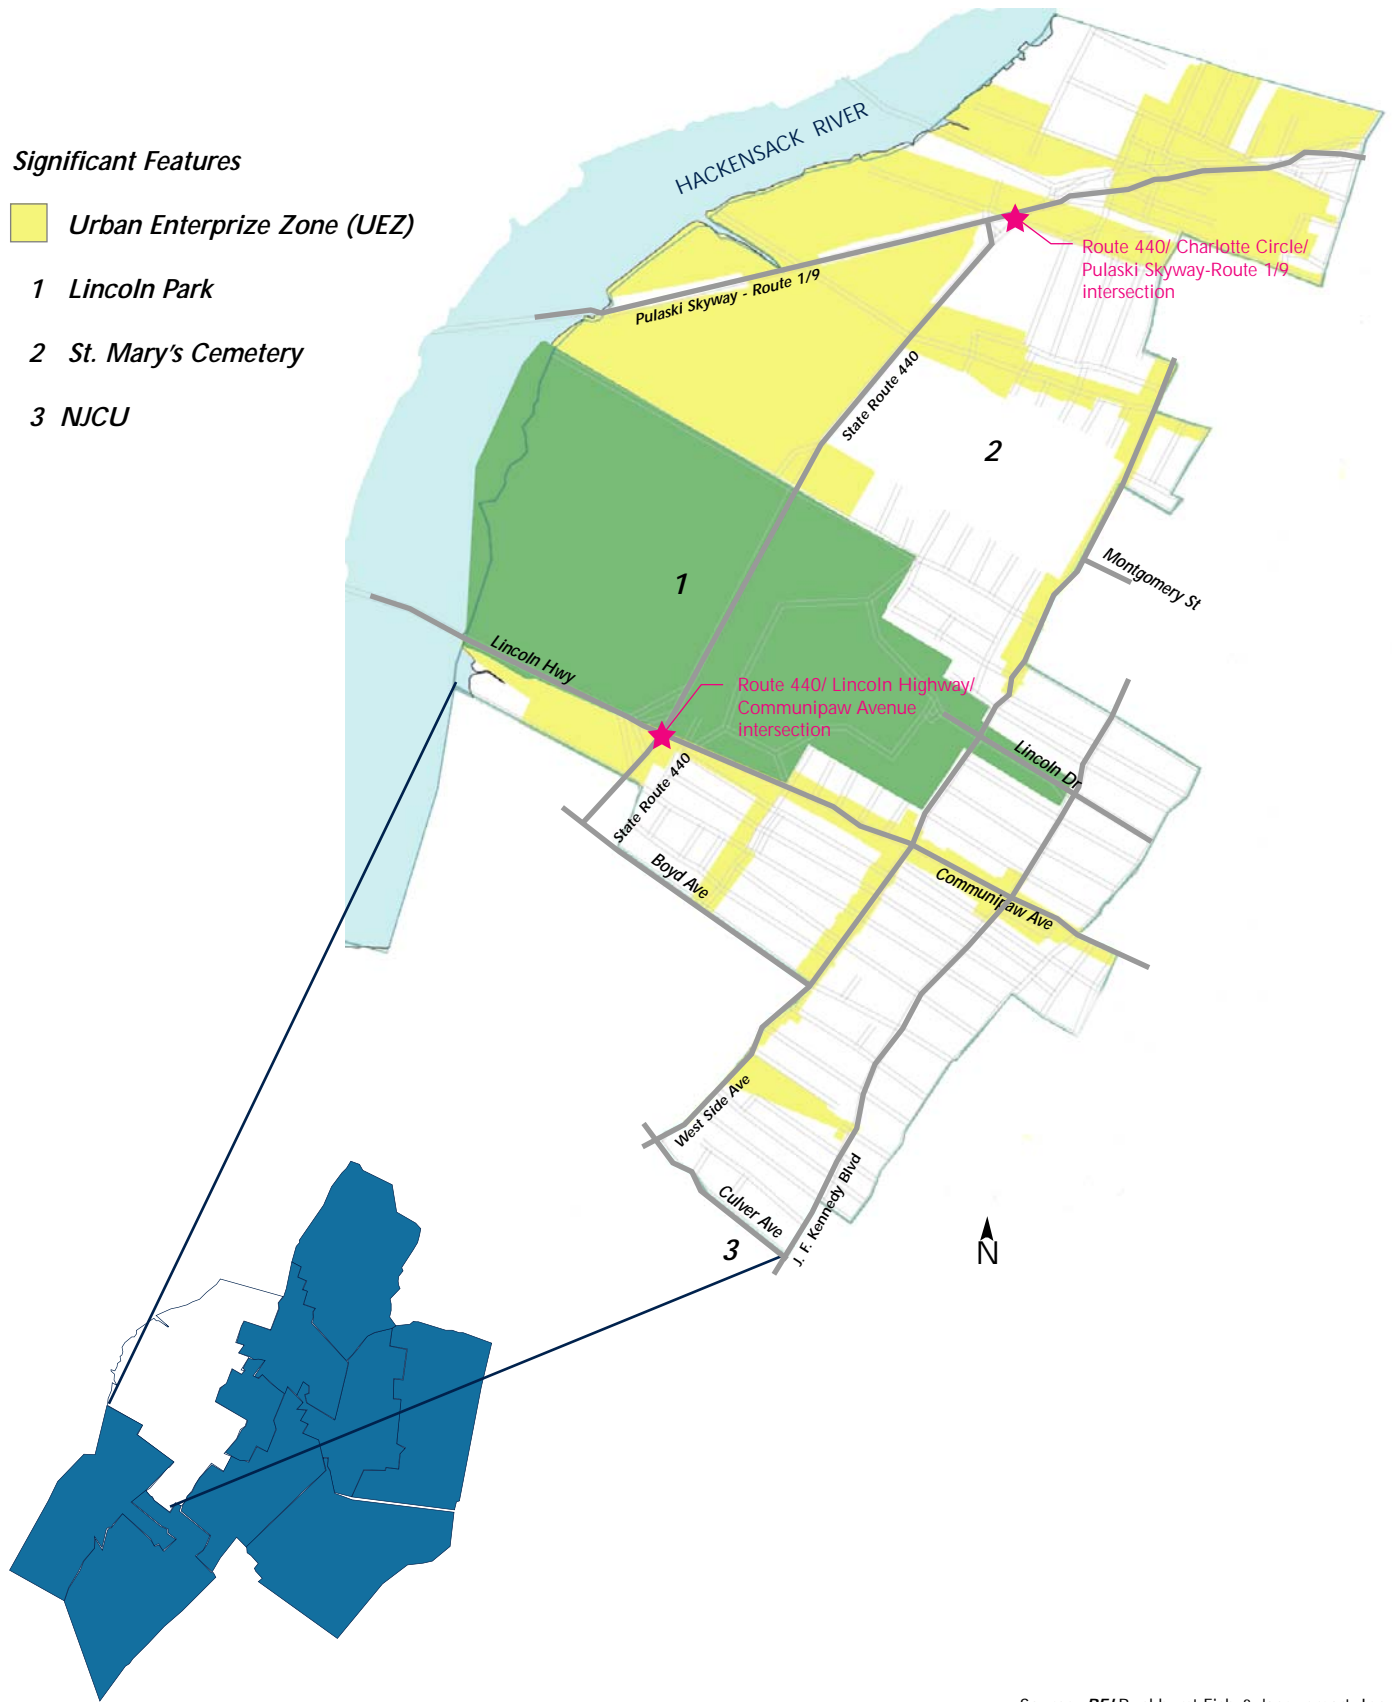 Significant Features
Urban Enterprize Zone (UEZ)
1 Lincoln Park
2 St. Mary's Cemetery
3 NJCU
HACKENSACK RIVER
Route 440/ Charlotte Circle/
Pulaski Skyway-Route 1/9
intersection
Pulaski Skyway - Route 1/9
State Route 440
2
Montgomery St
1
Lincoln Hwy
Route 440/ Lincoln Highway/
Communipaw Avenue
intersection
Lincoln Dr
State Route 440
Boyd Ave
Communipaw Ave
West Side Ave
J. F. Kennedy Blvd
Culver Ave
3
N